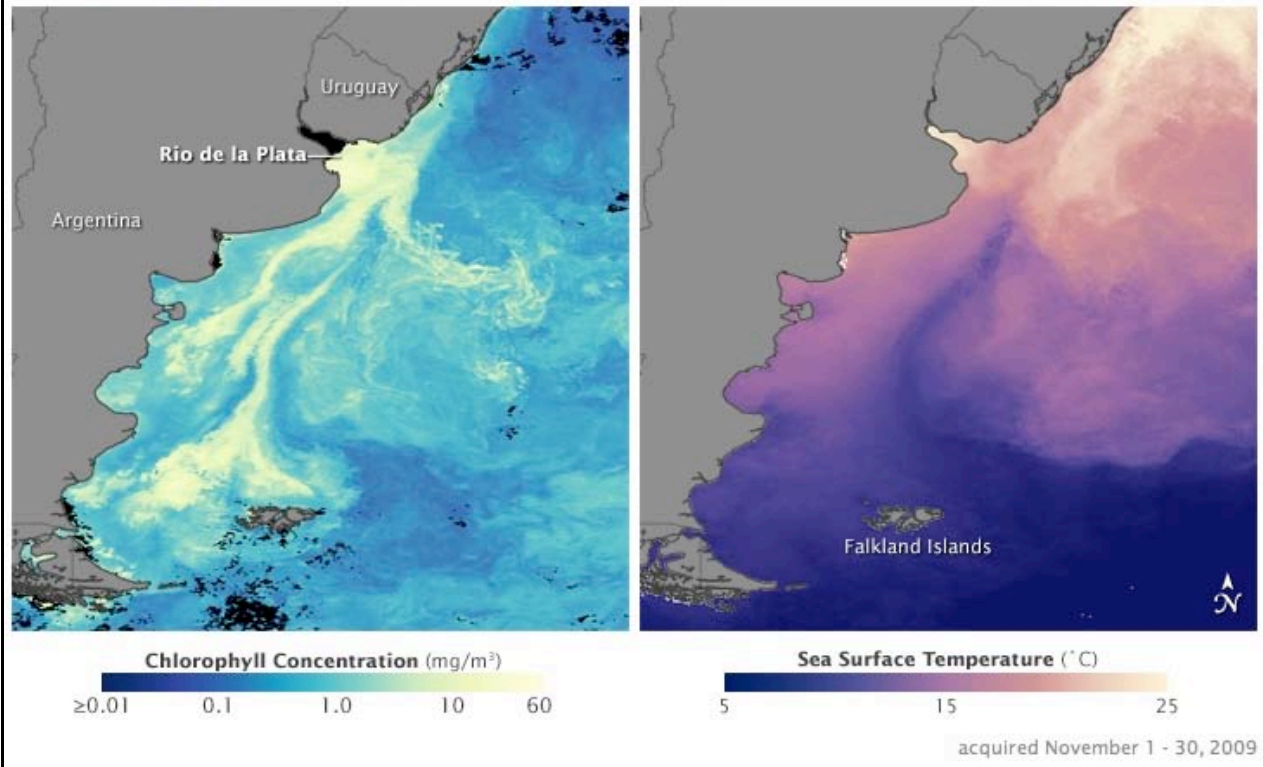 Uruguay
Rio de la Plata
Argentina
Falkland Islands
N
Chlorophyll Concentration (mg/m³)
≥0.01 0.1 1.0 10 60
Sea Surface Temperature (˚C)
5 15 25
acquired November 1 - 30, 2009